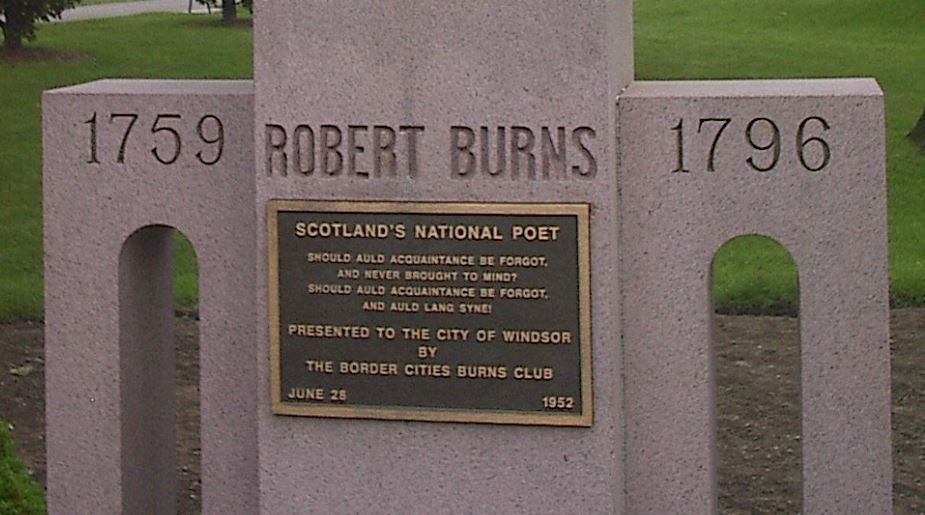 1759 ROBERT BURNS 1796
SCOTLAND'S NATIONAL POET
SHOULD AULD ACQUAINTANCE BE FORGOT,
AND NEVER BROUGHT TO MIND?
SHOULD AULD ACQUAINTANCE BE FORGOT,
AND AULD LANG SYNE!
PRESENTED TO THE CITY OF WINDSOR
BY
THE BORDER CITIES BURNS CLUB
JUNE 28 1952